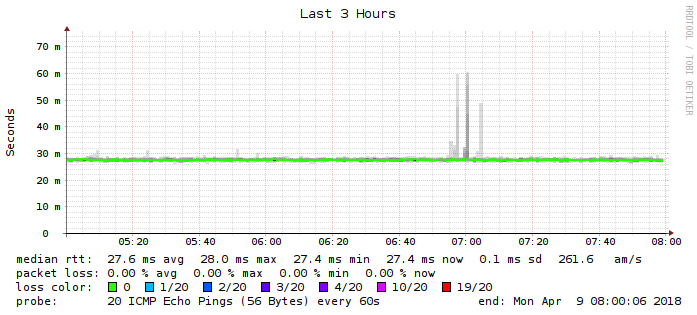 Last 3 Hours
RRDTOOL / TOBI OETIKER
Seconds
70 m
60 m
50 m
40 m
30 m
20 m
10 m
0
05:20 05:40 06:00 06:20 06:40 07:00 07:20 07:40 08:00
median rtt: 27.6 ms avg 28.0 ms max 27.4 ms min 27.4 ms now 0.1 ms sd 261.6 am/s
packet loss: 0.00 % avg 0.00 % max 0.00 % min 0.00 % now
loss color: 0 1/20 2/20 3/20 4/20 10/20 19/20
probe: 20 ICMP Echo Pings (56 Bytes) every 60s end: Mon Apr 9 08:00:06 2018